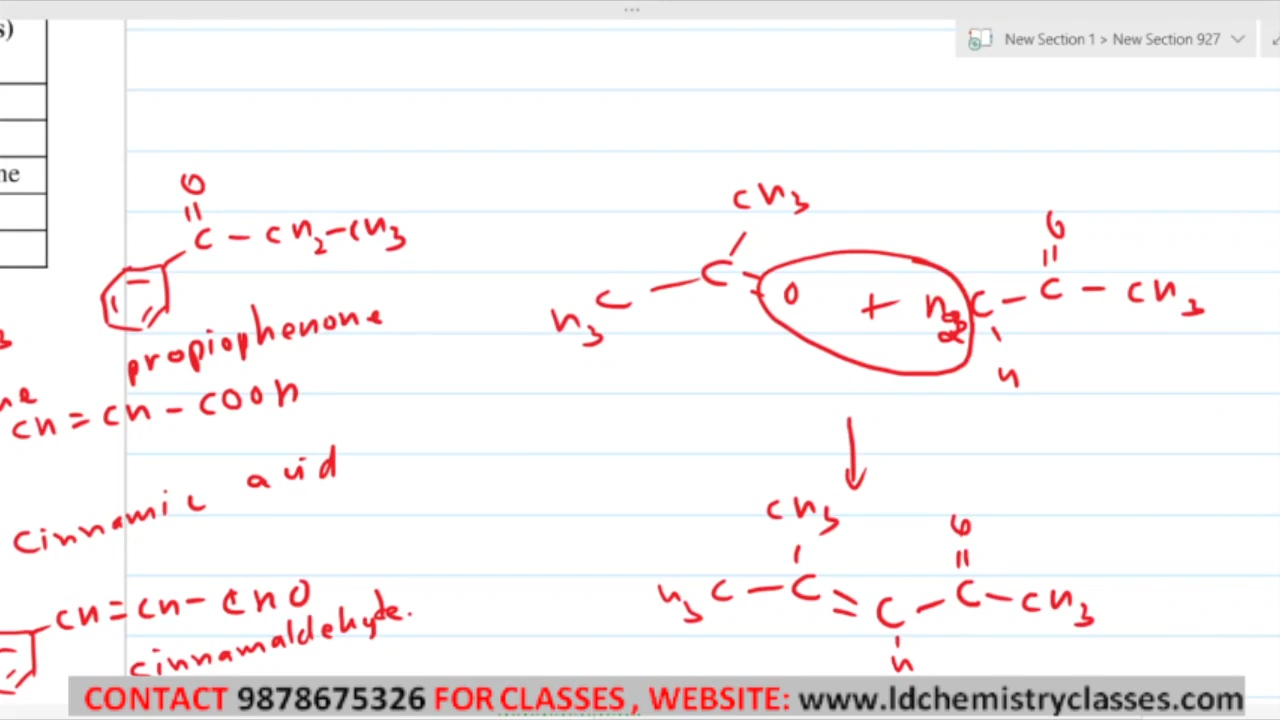 s)
New Section 1 > New Section 927
ne
O
||
C - CH2-CH3
propiophenone
CH = CH - COOH
cinnamic acid
CH=CH - CHO
cinnamaldehyde.
CH3
H3C - C = O + H2C - C - CH3
O
||
H
CH3
O
||
H3C - C = C - C - CH3
H
CONTACT 9878675326 FOR CLASSES , WEBSITE: www.ldchemistryclasses.com